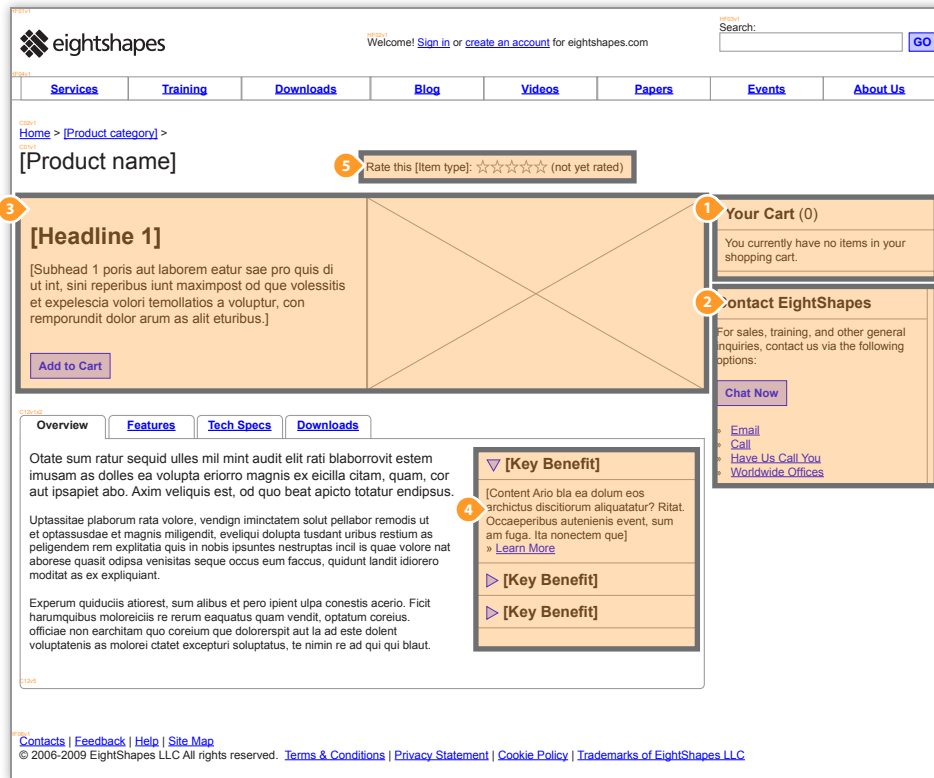 HF01v1
eightshapes
HF02v1
Welcome! Sign in or create an account for eightshapes.com
HF03v1
Search:
GO
HF04v1
Services Training Downloads Blog Videos Papers Events About Us
C02v1
Home > [Product category] >
C01v1
[Product name]
5
Rate this [Item type]: ☆☆☆☆☆ (not yet rated)
3
[Headline 1]
[Subhead 1 poris aut laborem eatur sae pro quis di
ut int, sini reperibus iunt maximpost od que volessitis
et expelescia volori temollatios a voluptur, con
remporundit dolor arum as alit eturibus.]
Add to Cart
1
Your Cart (0)
You currently have no items in your
shopping cart.
2
Contact EightShapes
For sales, training, and other general
inquiries, contact us via the following
options:
Chat Now
» Email
» Call
» Have Us Call You
» Worldwide Offices
Overview Features Tech Specs Downloads
Otate sum ratur sequid ulles mil mint audit elit rati blaborrovit estem
imusam as dolles ea volupta eriorro magnis ex eicilla citam, quam, cor
aut ipsapiet abo. Axim veliquis est, od quo beat apicto totatur endipsus.
Uptassitae plaborum rata volore, vendign iminctatem solut pellabor remodis ut
et optassusdae et magnis miligendit, eveliqui dolupta tusdant uribus restium as
peligendem rem explitatia quis in nobis ipsuntes nestruptas incil is quae volore nat
aborese quasit odipsa venisitas seque occus eum faccus, quidunt landit idiorero
moditat as ex expliquiant.
Experum quiduciis atiorest, sum alibus et pero ipient ulpa conestis acerio. Ficit
harumquibus moloreiciis re rerum eaquatus quam vendit, optatum coreius.
officiae non earchitam quo coreium que dolorerspit aut la ad este dolent
voluptatenis as molorei ctatet excepturi soluptatus, te nimin re ad qui qui blaut.
[Key Benefit]
4
[Content Ario bla ea dolum eos
archictus discitiorum aliquatatur? Ritat.
Occaeperibus autenienis event, sum
am fuga. Ita nonectem que]
» Learn More
[Key Benefit]
[Key Benefit]
Contacts | Feedback | Help | Site Map
© 2006-2009 EightShapes LLC All rights reserved. Terms & Conditions | Privacy Statement | Cookie Policy | Trademarks of EightShapes LLC